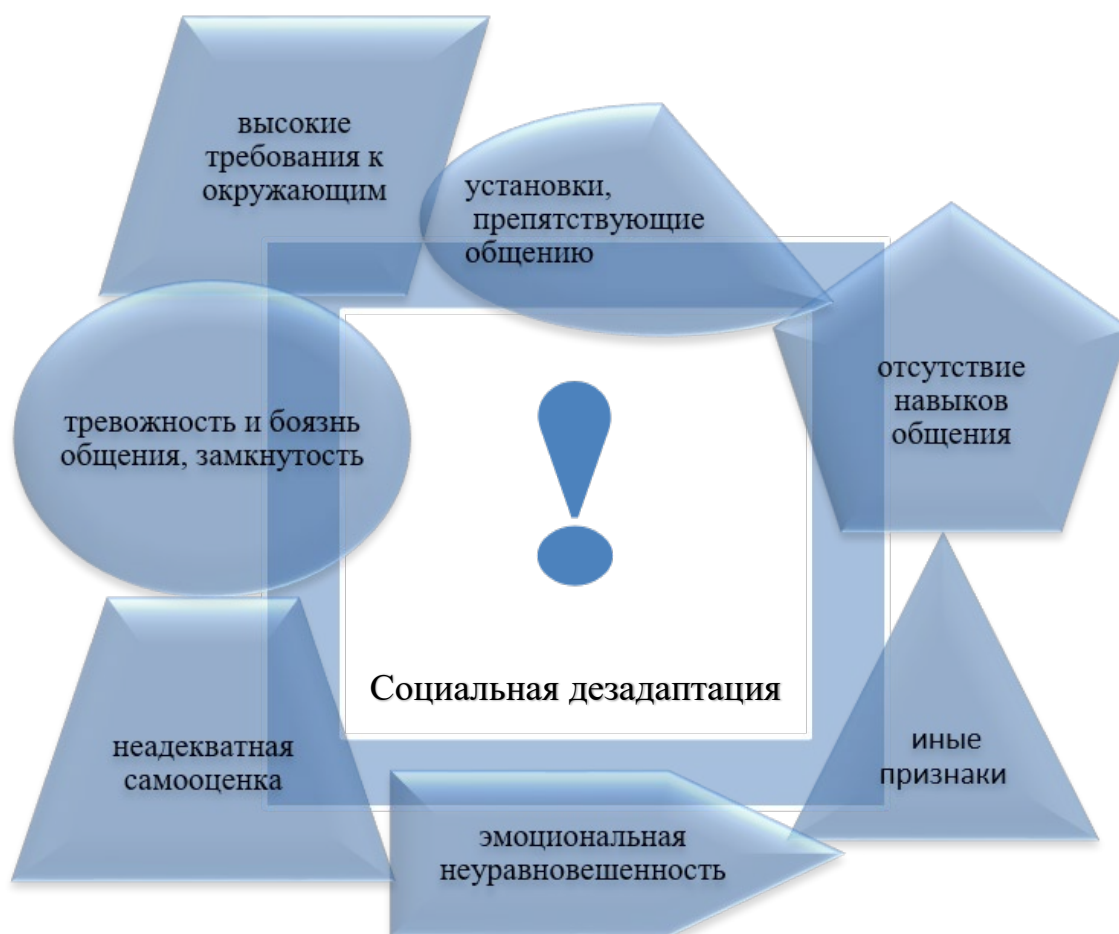 высокие
требования к
окружающим
установки,
препятствующие
общению
отсутствие
навыков
общения
тревожность и боязнь
общения, замкнутость
Социальная дезадаптация
неадекватная
самооценка
иные
признаки
эмоциональная
неуравновешенность